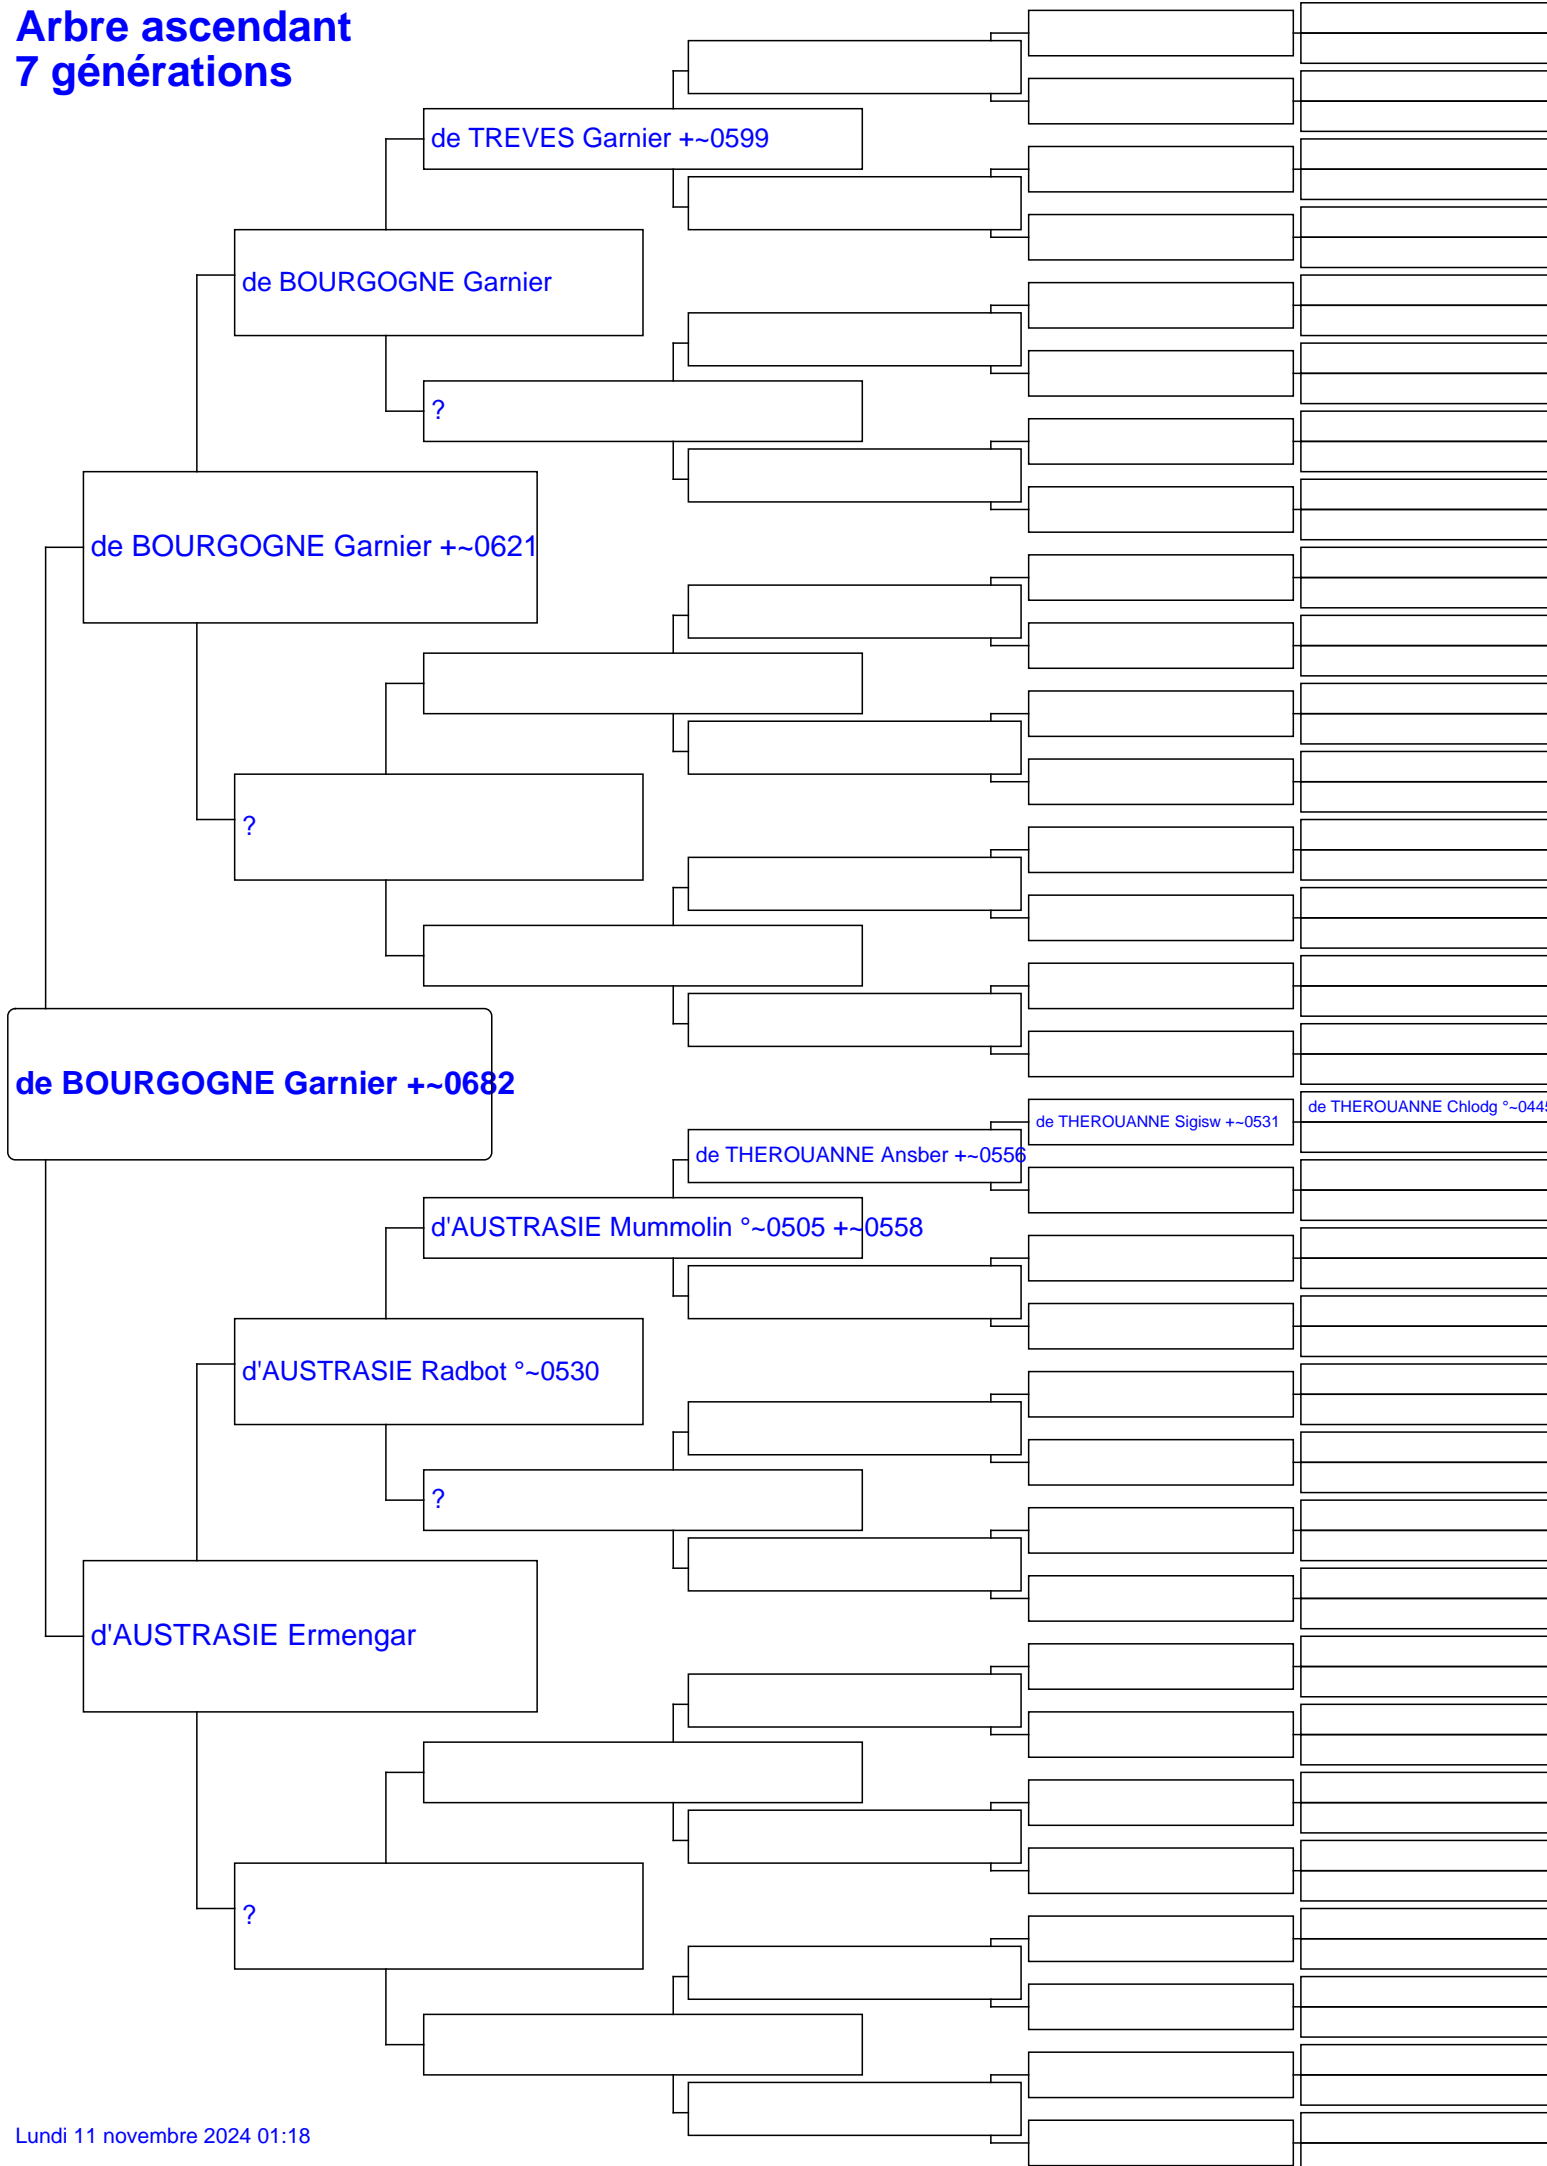 Arbre ascendant
7 générations
de TREVES Garnier +~0599
de BOURGOGNE Garnier
?
de BOURGOGNE Garnier +~0621
?
de BOURGOGNE Garnier +~0682
de THEROUANNE Chlodg °~0445
de THEROUANNE Sigisw +~0531
de THEROUANNE Ansber +~0556
d'AUSTRASIE Mummolin °~0505 +~0558
d'AUSTRASIE Radbot °~0530
?
d'AUSTRASIE Ermengar
?
Lundi 11 novembre 2024 01:18